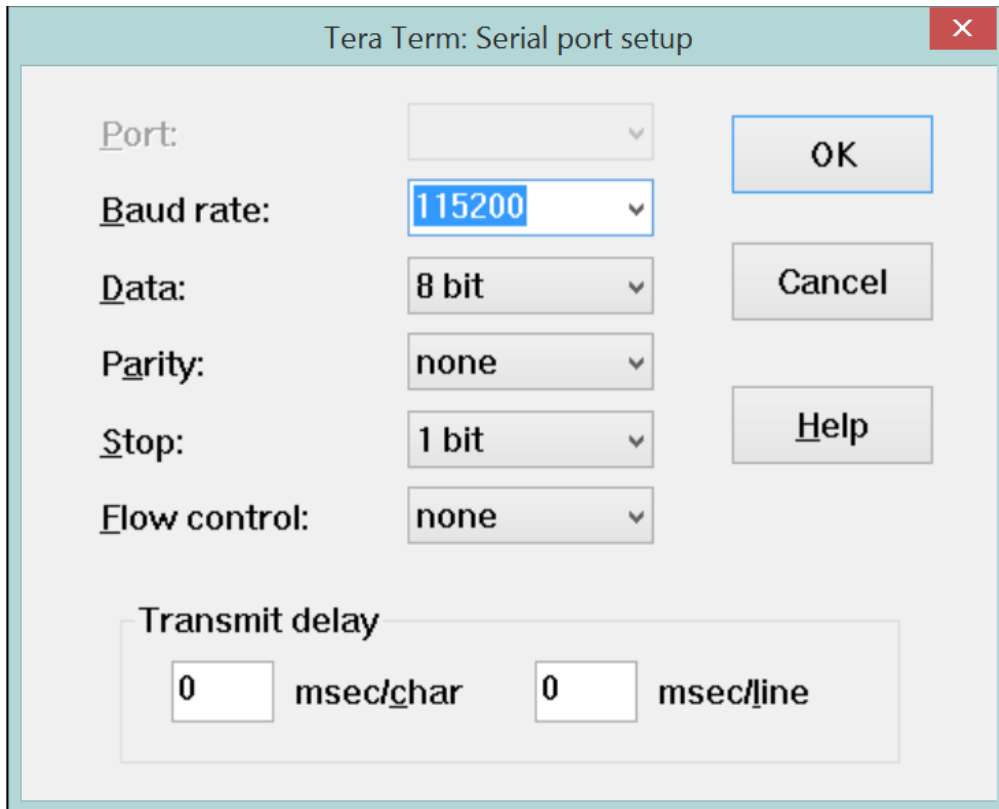 Tera Term: Serial port setup
Port:
OK
Baud rate: 115200
Data: 8 bit
Cancel
Parity: none
Stop: 1 bit
Help
Flow control: none
Transmit delay
0 msec/char 0 msec/line